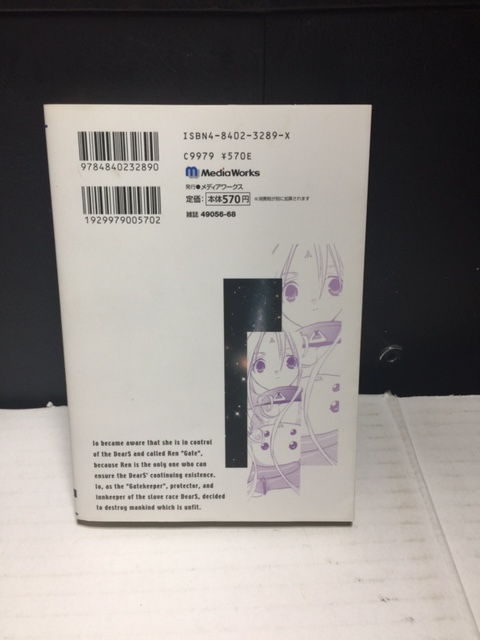 ISBN4-8402-3289-X
9784840232890
C9979 ¥570E
MediaWorks
発行●メディアワークス
1929979005702
定価：本体570円 ※消費税が別に加算されます
雑誌 49056-68
Io became aware that she is in control
of the DearS and called Ren "Gate",
because Ren is the only one who can
ensure the DearS' continuing existence.
Io, as the "Gatekeeper", protector, and
innkeeper of the slave race DearS, decided
to destroy mankind which is unfit.